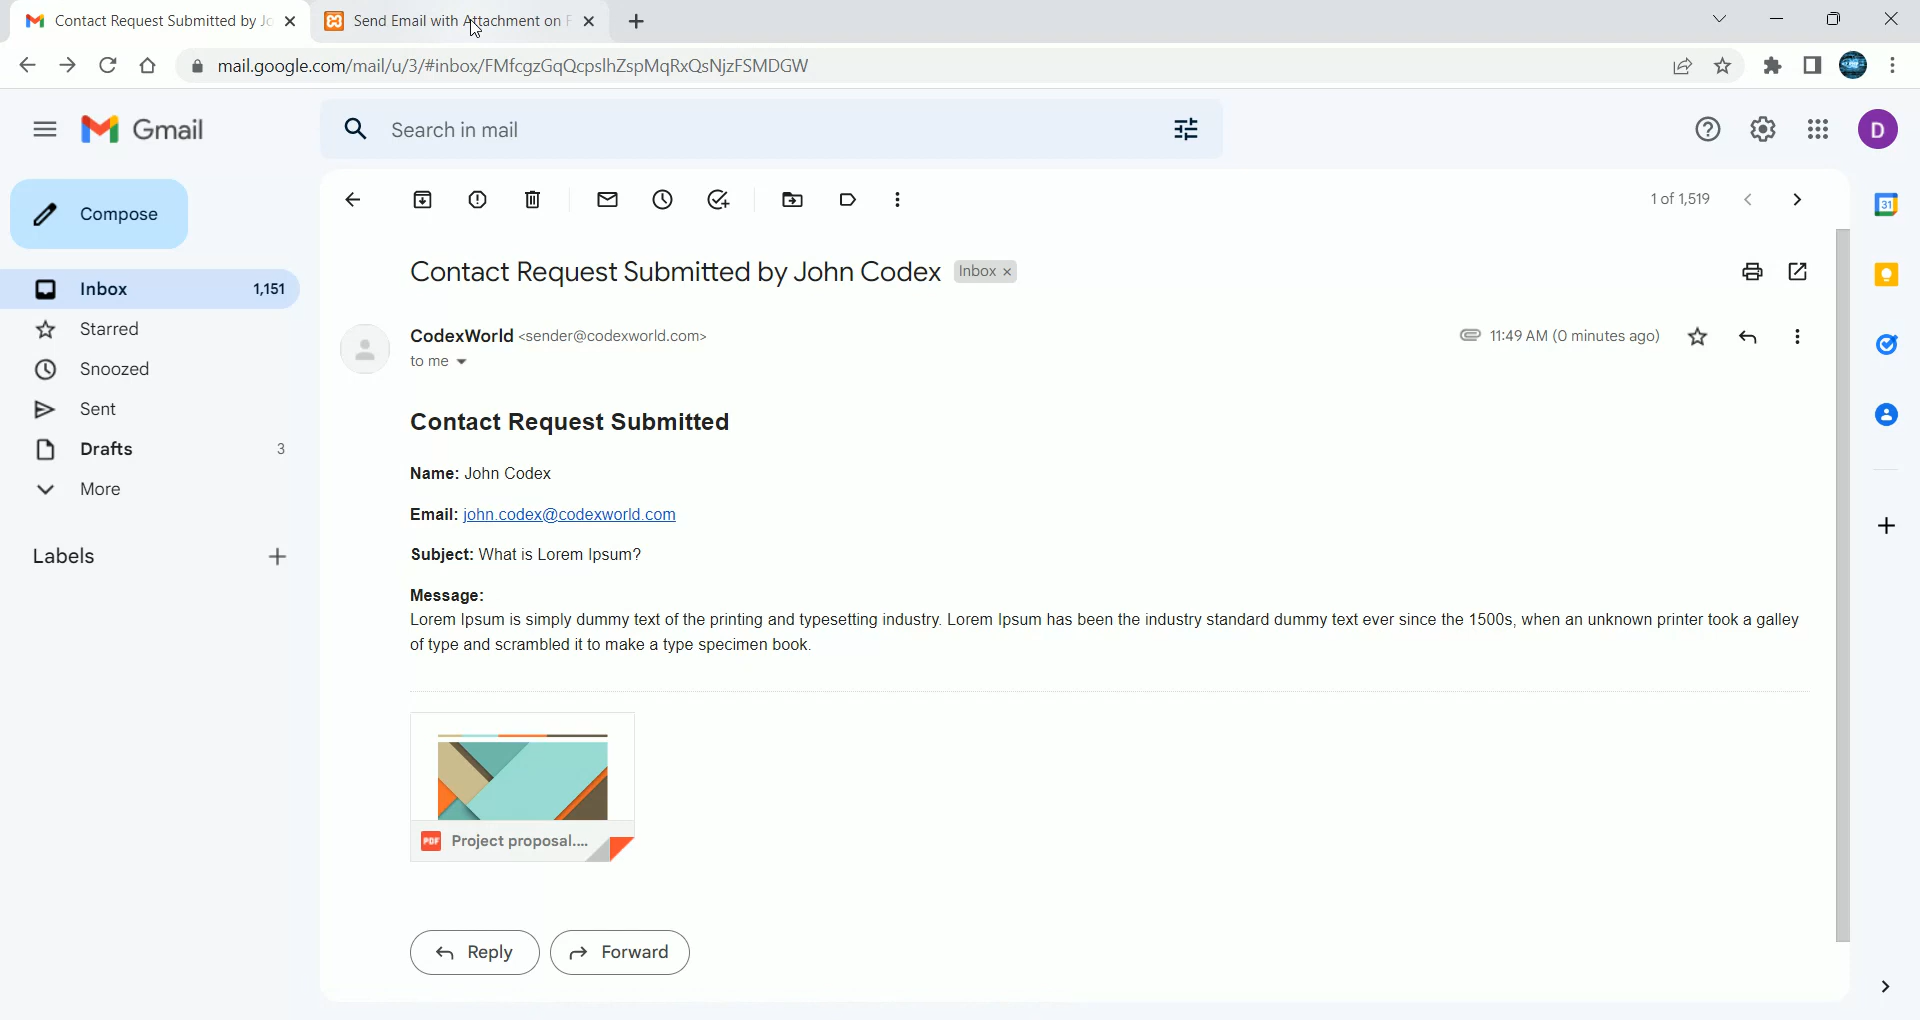 Contact Request Submitted by Jo
Send Email with Attachment on F
mail.google.com/mail/u/3/#inbox/FMfcgzGqQcpslhZspMqRxQsNjzFSMDGW
Gmail
Search in mail
D
Compose
1 of 1,519
31
Contact Request Submitted by John Codex
Inbox ×
Inbox 1,151
Starred
Snoozed
Sent
Drafts 3
More
Labels
CodexWorld <sender@codexworld.com>
11:49 AM (0 minutes ago)
to me
Contact Request Submitted
Name: John Codex
Email: john.codex@codexworld.com
Subject: What is Lorem Ipsum?
Message:
Lorem Ipsum is simply dummy text of the printing and typesetting industry. Lorem Ipsum has been the industry standard dummy text ever since the 1500s, when an unknown printer took a galley
of type and scrambled it to make a type specimen book.
PDF Project proposal....
Reply
Forward